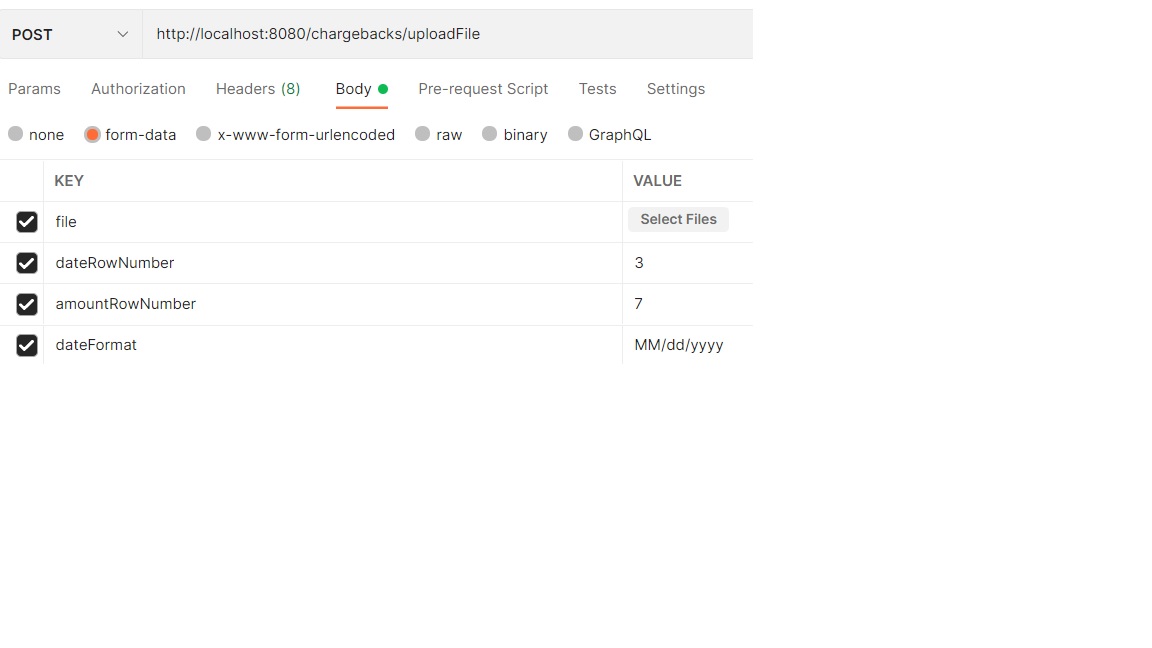 POST http://localhost:8080/chargebacks/uploadFile
Params Authorization Headers (8) Body Pre-request Script Tests Settings
none form-data x-www-form-urlencoded raw binary GraphQL
KEY VALUE
file Select Files
dateRowNumber 3
amountRowNumber 7
dateFormat MM/dd/yyyy